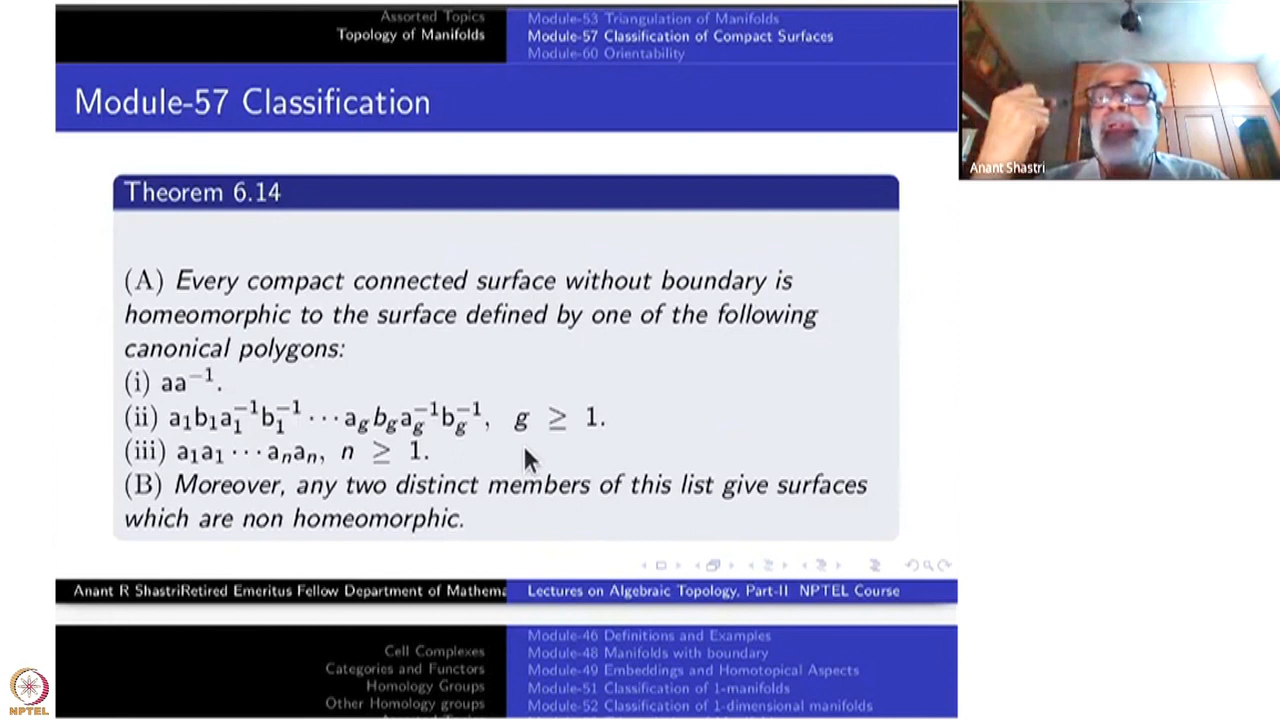 Assorted Topics
Topology of Manifolds
Module-53 Triangulation of Manifolds
Module-57 Classification of Compact Surfaces
Module-60 Orientability
Module-57 Classification
Anant Shastri
Theorem 6.14
(A) Every compact connected surface without boundary is
homeomorphic to the surface defined by one of the following
canonical polygons:
(i) aa⁻¹.
(ii) a₁b₁a₁⁻¹b₁⁻¹ ··· a_g b_g a_g⁻¹b_g⁻¹, g ≥ 1.
(iii) a₁a₁ ··· aₙaₙ, n ≥ 1.
(B) Moreover, any two distinct members of this list give surfaces
which are non homeomorphic.
Anant R ShastriRetired Emeritus Fellow Department of Mathema
Lectures on Algebraic Topology, Part-II NPTEL Course
Cell Complexes
Categories and Functors
Homology Groups
Other Homology groups
Module-46 Definitions and Examples
Module-48 Manifolds with boundary
Module-49 Embeddings and Homotopical Aspects
Module-51 Classification of 1-manifolds
Module-52 Classification of 1-dimensional manifolds
NPTEL